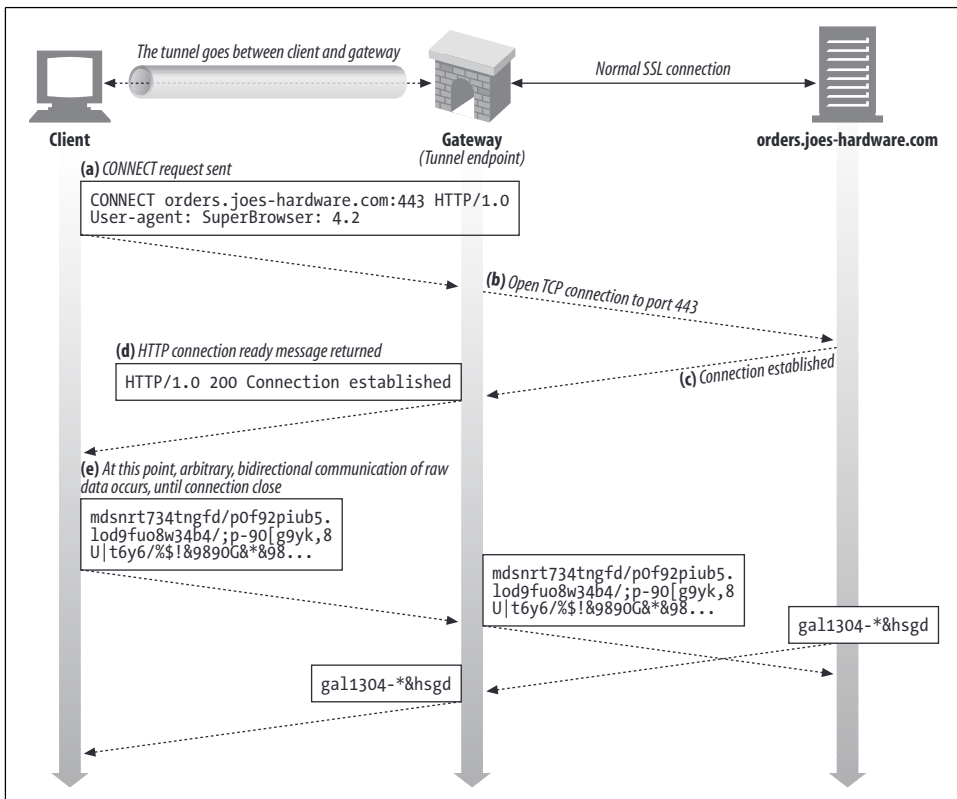 The tunnel goes between client and gateway
Normal SSL connection
Client
Gateway
(Tunnel endpoint)
orders.joes-hardware.com
(a) CONNECT request sent
CONNECT orders.joes-hardware.com:443 HTTP/1.0
User-agent: SuperBrowser: 4.2
(b) Open TCP connection to port 443
(c) Connection established
(d) HTTP connection ready message returned
HTTP/1.0 200 Connection established
(e) At this point, arbitrary, bidirectional communication of raw
data occurs, until connection close
mdsnrt734tngfd/p0f92piub5.
lod9fuo8w34b4/;p-90[g9yk,8
U|t6y6/%$!&9890G&*&98...
mdsnrt734tngfd/p0f92piub5.
lod9fuo8w34b4/;p-90[g9yk,8
U|t6y6/%$!&9890G&*&98...
gal1304-*&hsgd
gal1304-*&hsgd